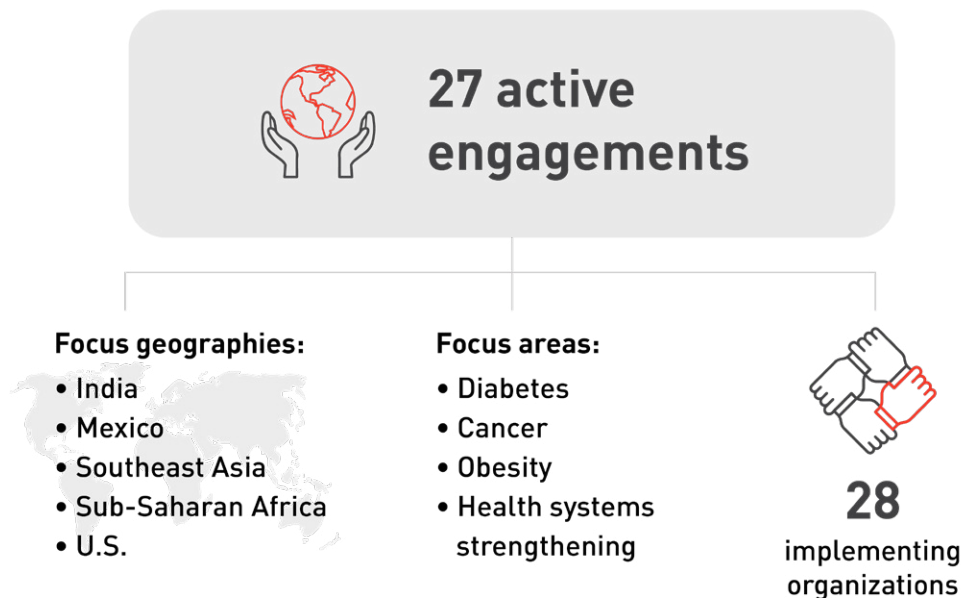 27 active
engagements
Focus geographies:
• India
• Mexico
• Southeast Asia
• Sub-Saharan Africa
• U.S.
Focus areas:
• Diabetes
• Cancer
• Obesity
• Health systems
strengthening
28
implementing
organizations